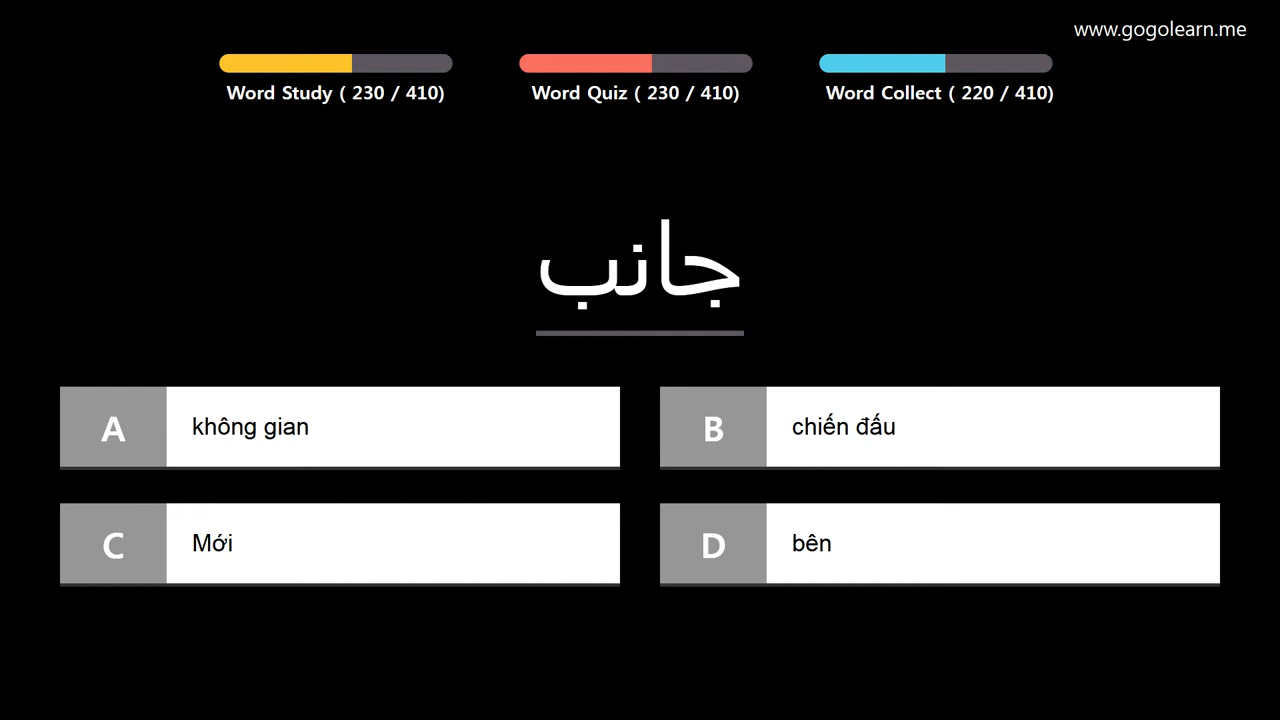 www.gogolearn.me
Word Study ( 230 / 410)
Word Quiz ( 230 / 410)
Word Collect ( 220 / 410)
جانب
A không gian
B chiến đấu
C Mới
D bên